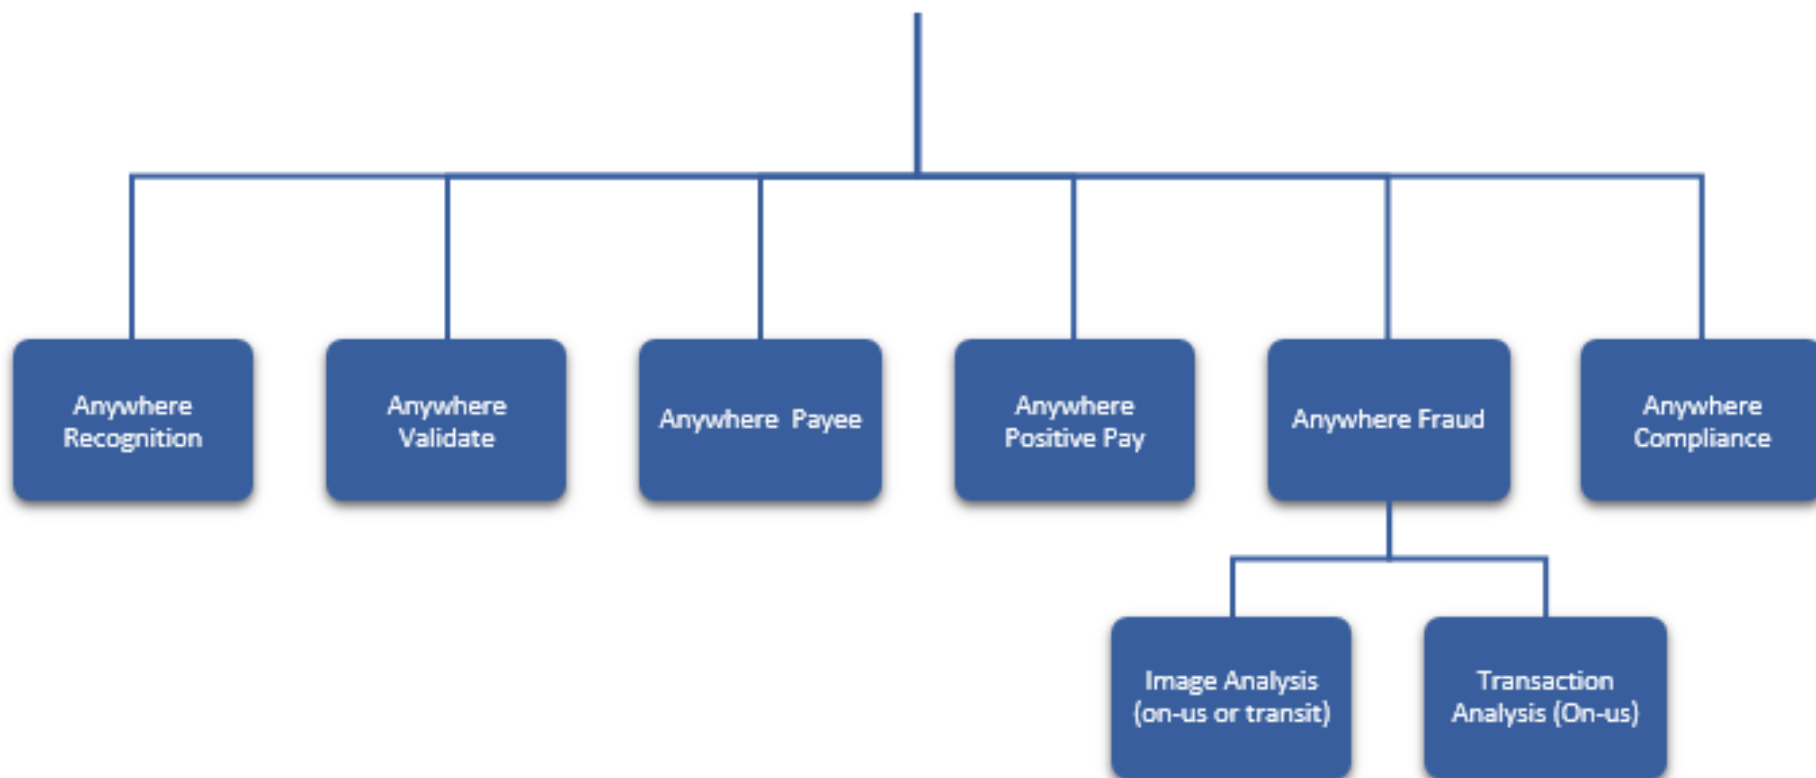 Anywhere
Recognition
Anywhere
Validate
Anywhere  Payee
Anywhere
Positive Pay
Anywhere Fraud
Anywhere
Compliance
Image Analysis
(on-us or transit)
Transaction
Analysis (On-us)